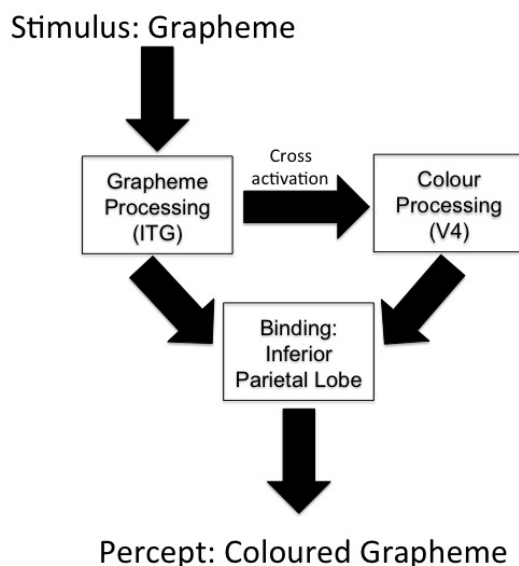 Stimulus: Grapheme
Grapheme
Processing
(ITG)
Cross
activation
Colour
Processing
(V4)
Binding:
Inferior
Parietal Lobe
Percept: Coloured Grapheme